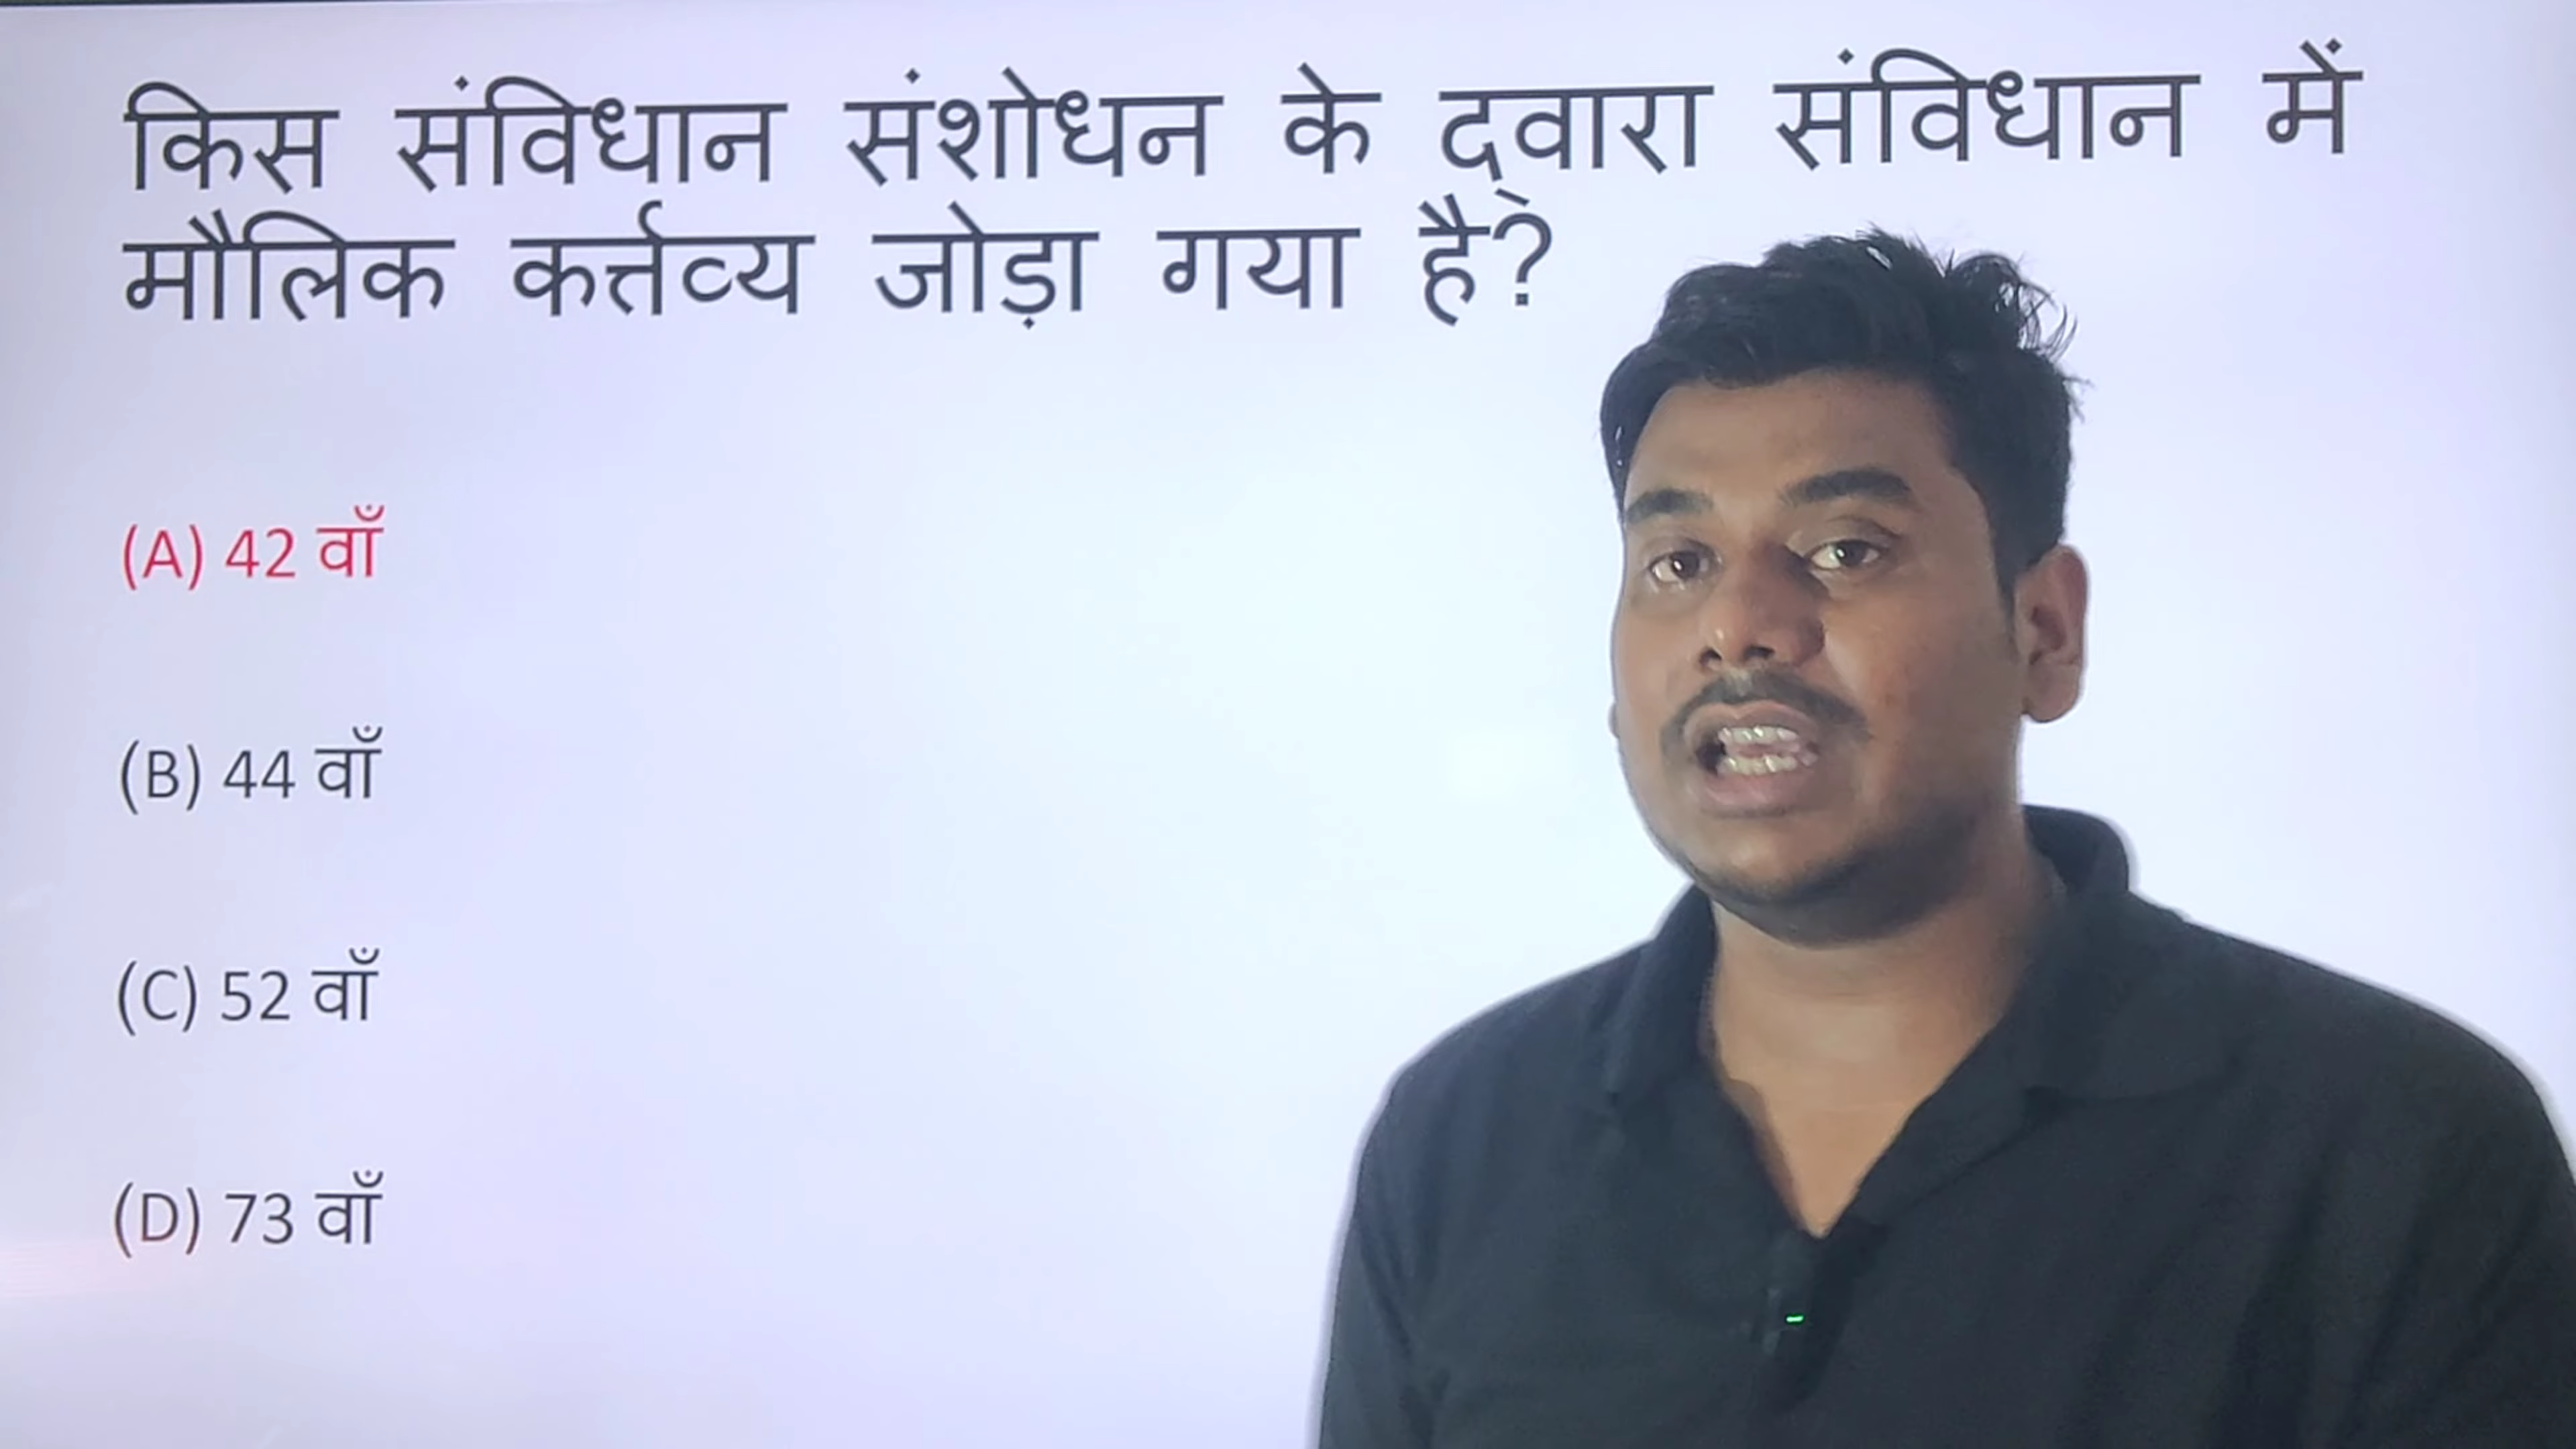 किस संविधान संशोधन के द्वारा संविधान में
मौलिक कर्त्तव्य जोड़ा गया है?
(A) 42 वाँ
(B) 44 वाँ
(C) 52 वाँ
(D) 73 वाँ